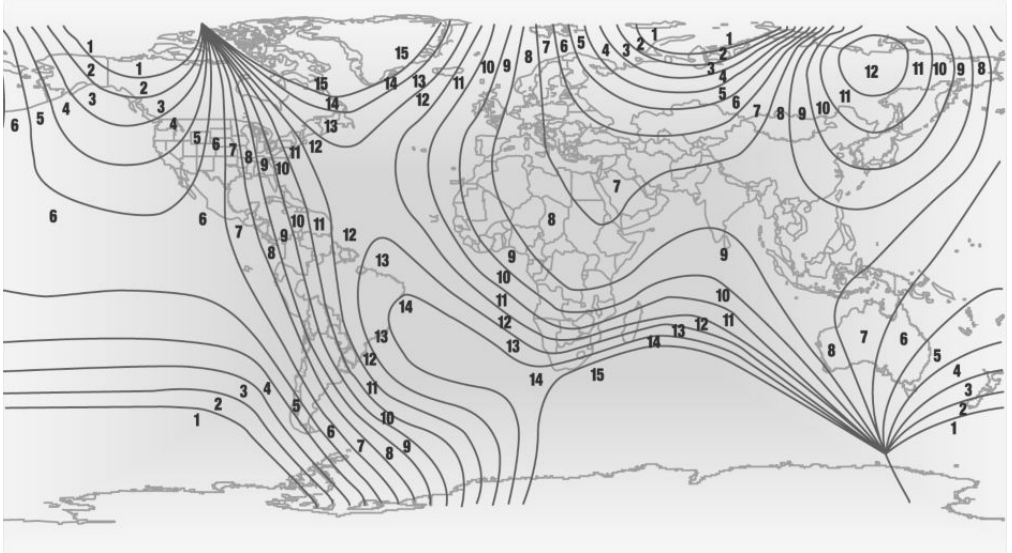 1 15 8 7 6 5 4 3 2 1 1 2
2 1 15 14 13 11 10 9 3 4 12 11 10 9 8
3 4 2 3 14 12 5 6 7 8 9 10 11
6 5 4 13
5 6 7 8 9 10 11 12
7
6 6 7 10 11 12 8
8 9 13 9 9
10
11 10
14
12 13 12 11
13 13 14 8 7 6 5
12 4
14 15
3 4 11 3
2 5 2
1 10 1
6 7 8 9